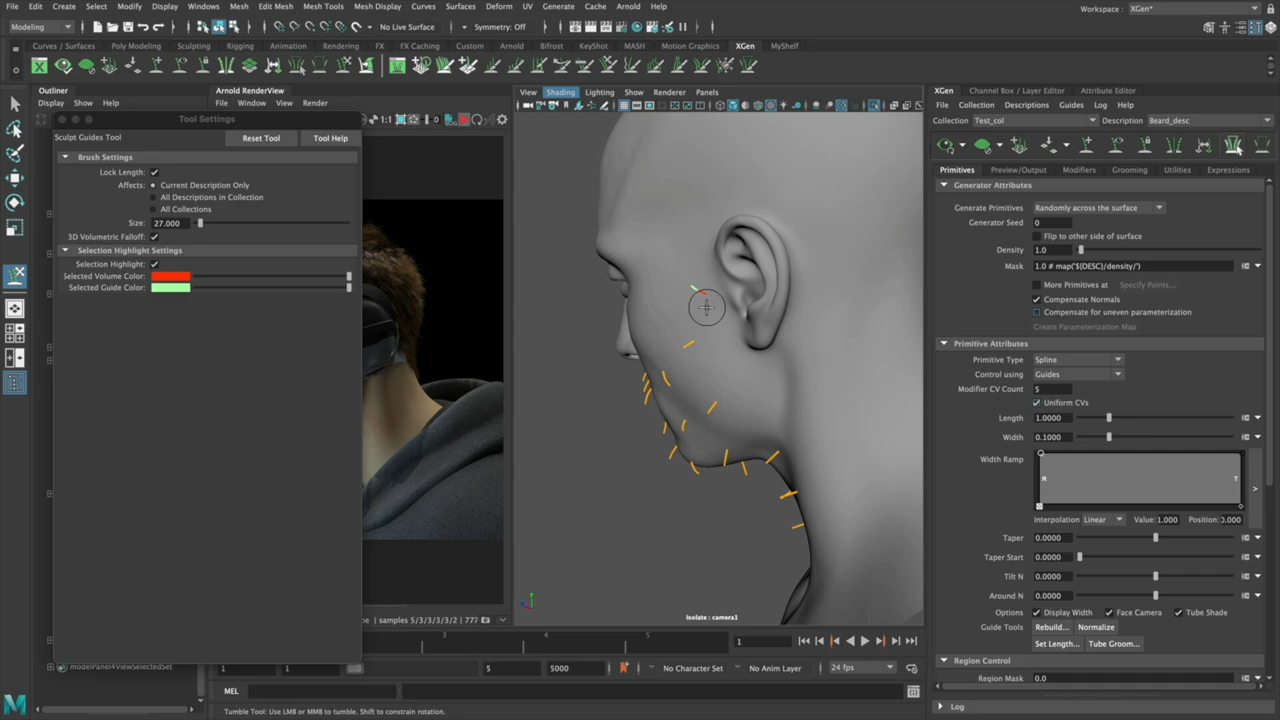 File Edit Create Select Modify Display Windows Mesh Edit Mesh Mesh Tools Mesh Display Curves Surfaces Deform UV Generate Cache Arnold Help
Workspace : XGen*
Modeling
No Live Surface
Symmetry: Off
Curves / Surfaces Poly Modeling Sculpting Rigging Animation Rendering FX FX Caching Custom Arnold Bifrost KeyShot MASH Motion Graphics XGen MyShelf
Outliner
Display Show Help
Arnold RenderView
File Window View Render
1:1
0
View Shading Lighting Show Renderer Panels
XGen Channel Box / Layer Editor Attribute Editor
File Collection Descriptions Guides Log Help
Collection Test_col Description Beard_desc
Tool Settings
Sculpt Guides Tool
Reset Tool Tool Help
Brush Settings
Lock Length:
Affects: Current Description Only
All Descriptions in Collection
All Collections
Size: 27.000
3D Volumetric Falloff:
Selection Highlight Settings
Selection Highlight:
Selected Volume Color:
Selected Guide Color:
Primitives Preview/Output Modifiers Grooming Utilities Expressions
Generator Attributes
Generate Primitives Randomly across the surface
Generator Seed 0
Flip to other side of surface
Density 1.0
Mask 1.0 # map('${DESC}/density/')
More Primitives at Specify Points...
Compensate Normals
Compensate for uneven parameterization
Create Parameterization Map
Primitive Attributes
Primitive Type Spline
Control using Guides
Modifier CV Count 5
Uniform CVs
Length 1.0000
Width 0.1000
Width Ramp
R T
>
Interpolation Linear Value: 1.000 Position:
Taper 0.0000
Taper Start 0.0000
Tilt N 0.0000
Around N 0.0000
Options Display Width Face Camera Tube Shade
Guide Tools Rebuild... Normalize
Set Length... Tube Groom...
Region Control
Region Mask 0.0
Log
Isolate : camera1
samples 5/3/3/3/3/2 | 777
3 4 5
1
modelPanel4ViewSelectedSet
1 1 5 5000
No Character Set
No Anim Layer
24 fps
MEL
Tumble Tool: Use LMB or MMB to tumble. Shift to constrain rotation.